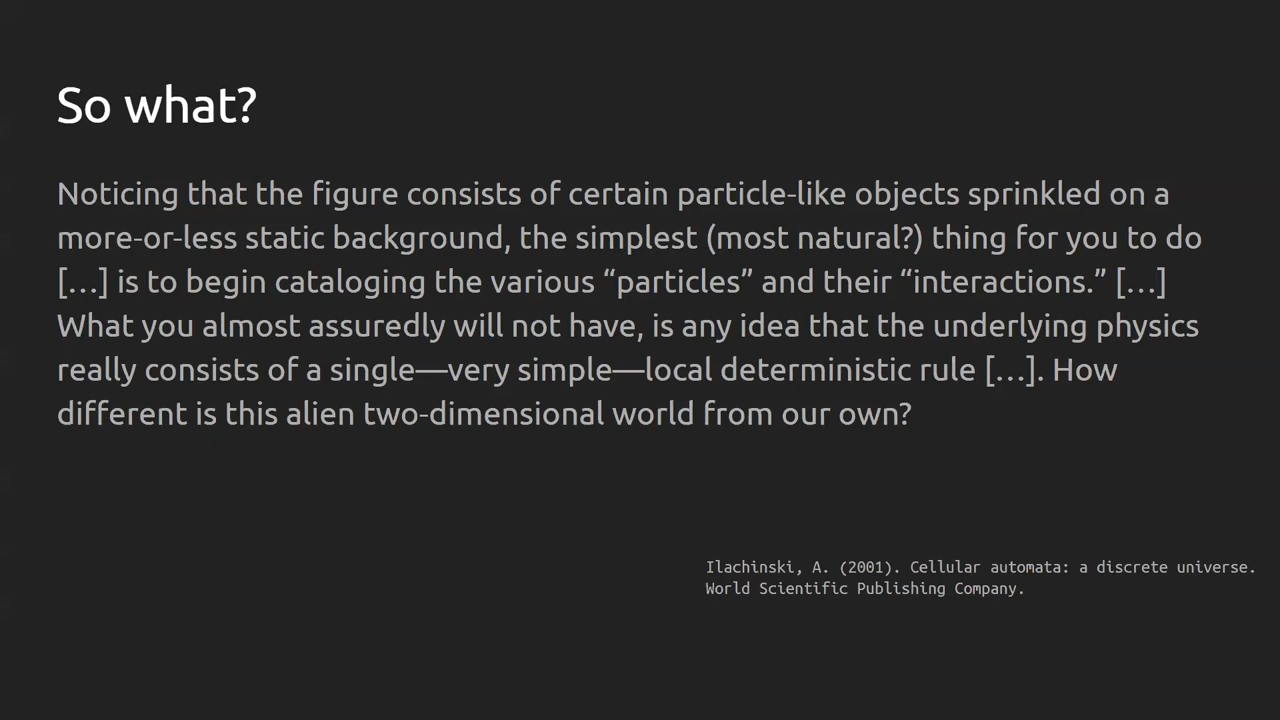 So what?
Noticing that the figure consists of certain particle-like objects sprinkled on a
more-or-less static background, the simplest (most natural?) thing for you to do
[…] is to begin cataloging the various “particles” and their “interactions.” […]
What you almost assuredly will not have, is any idea that the underlying physics
really consists of a single—very simple—local deterministic rule […]. How
different is this alien two-dimensional world from our own?
Ilachinski, A. (2001). Cellular automata: a discrete universe.
World Scientific Publishing Company.